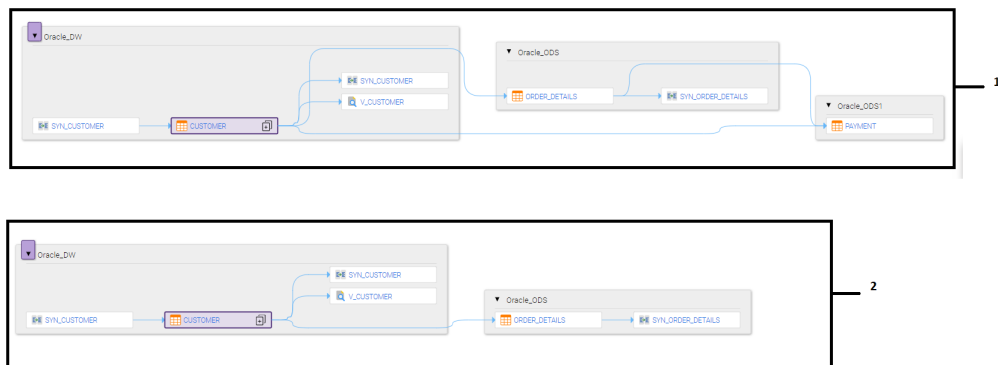 Oracle_DW
Oracle_ODS
SYN_CUSTOMER
V_CUSTOMER
ORDER_DETAILS
SYN_ORDER_DETAILS
1
Oracle_ODS1
SYN_CUSTOMER
CUSTOMER
PAYMENT
Oracle_DW
SYN_CUSTOMER
2
V_CUSTOMER
Oracle_ODS
SYN_CUSTOMER
CUSTOMER
ORDER_DETAILS
SYN_ORDER_DETAILS